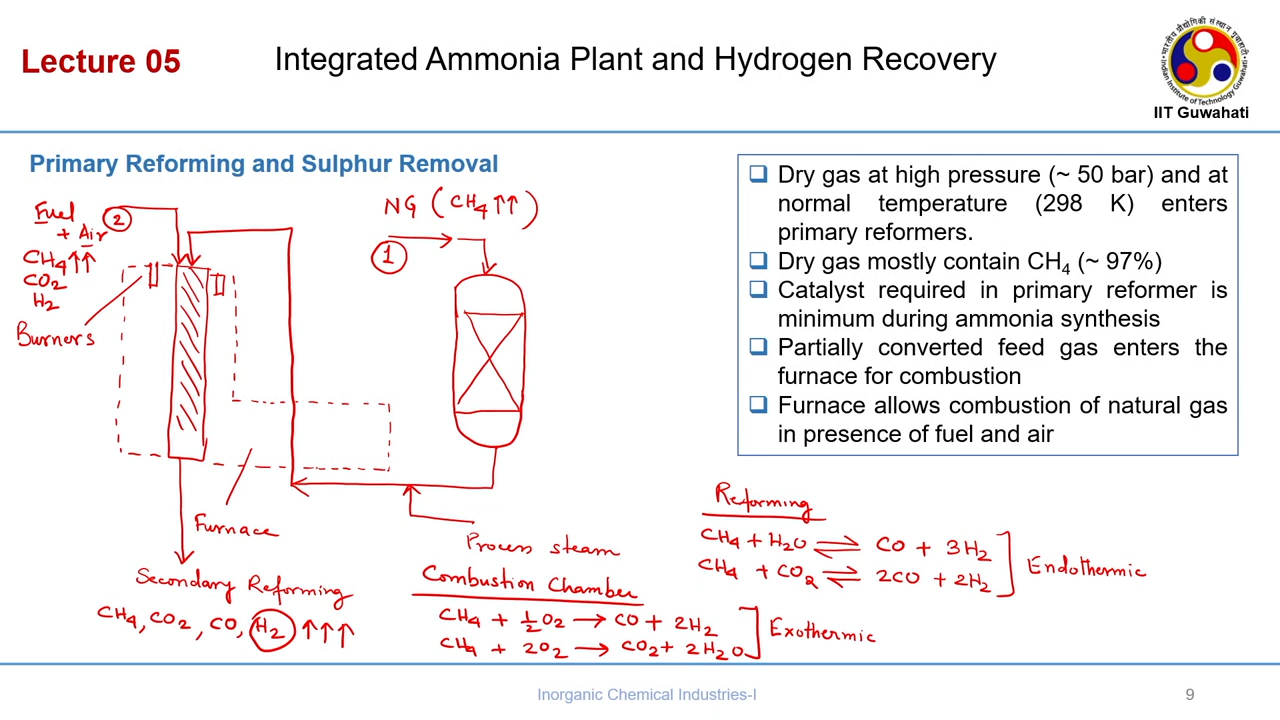 Lecture 05
Integrated Ammonia Plant and Hydrogen Recovery
Indian Institute of Technology Guwahati
IIT Guwahati
Primary Reforming and Sulphur Removal
Fuel
+ Air
CH₄↑↑
CO₂
H₂
Burners
②
NG (CH₄↑↑)
①
Furnace
Process steam
Secondary Reforming
CH₄, CO₂, CO, H₂ ↑↑↑
Combustion Chamber
CH₄ + ½O₂ → CO + 2H₂
CH₄ + 2O₂ → CO₂ + 2H₂O
Exothermic
❑ Dry gas at high pressure (~ 50 bar) and at
normal temperature (298 K) enters
primary reformers.
❑ Dry gas mostly contain CH₄ (~ 97%)
❑ Catalyst required in primary reformer is
minimum during ammonia synthesis
❑ Partially converted feed gas enters the
furnace for combustion
❑ Furnace allows combustion of natural gas
in presence of fuel and air
Reforming
CH₄ + H₂O ⇌ CO + 3H₂
CH₄ + CO₂ ⇌ 2CO + 2H₂
Endothermic
Inorganic Chemical Industries-I
9